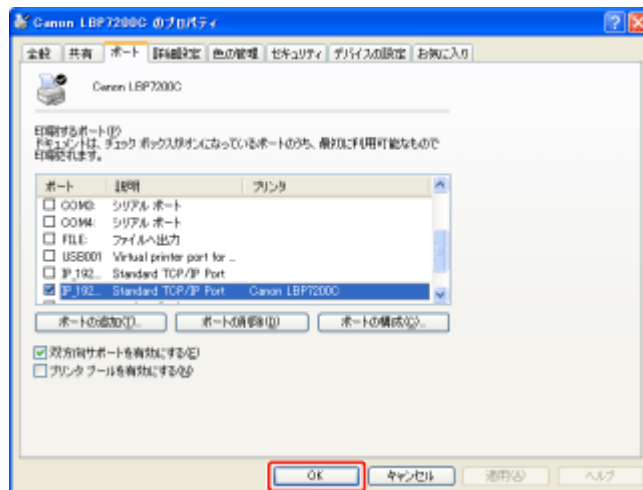 Canon LBP7200C のプロパティ
全般 共有 ポート 詳細設定 色の管理 セキュリティ デバイスの設定 お気に入り
Canon LBP7200C
印刷するポート(P)
ドキュメントは、チェック ボックスがオンになっているポートのうち、最初に利用可能なもので
印刷されます。
ポート 説明 プリンタ
COM3: シリアル ポート
COM4: シリアル ポート
FILE: ファイルへ出力
USB001 Virtual printer port for ...
IP_192... Standard TCP/IP Port
IP_192... Standard TCP/IP Port Canon LBP7200C
ポートの追加(T)... ポートの削除(D) ポートの構成(C)...
双方向サポートを有効にする(E)
プリンタ プールを有効にする(N)
OK キャンセル 適用(A) ヘルプ